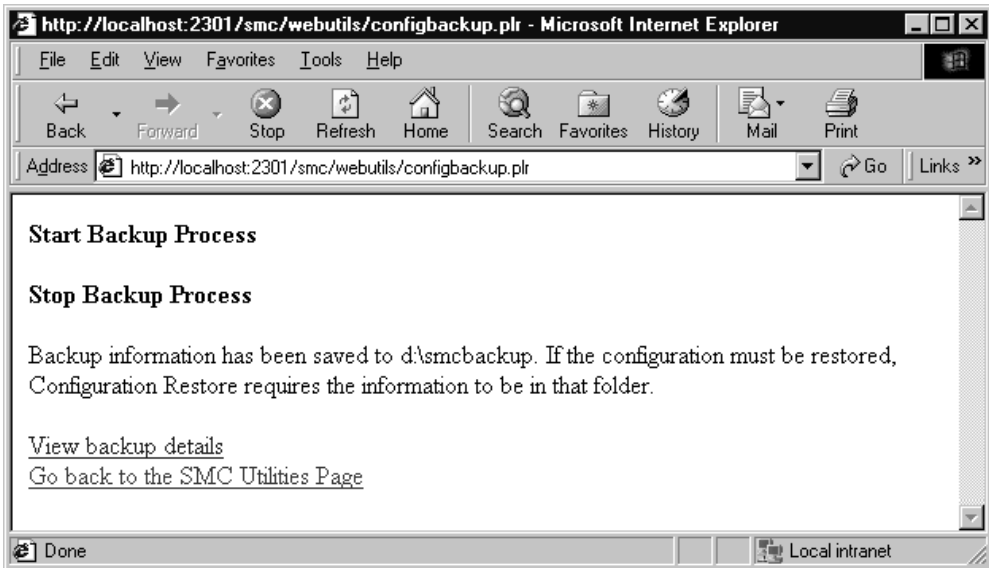 http://localhost:2301/smc/webutils/configbackup.plr - Microsoft Internet Explorer
File Edit View Favorites Tools Help
Back Forward Stop Refresh Home Search Favorites History Mail Print
Address http://localhost:2301/smc/webutils/configbackup.plr Go Links »
Start Backup Process
Stop Backup Process
Backup information has been saved to d:\smcbackup. If the configuration must be restored,
Configuration Restore requires the information to be in that folder.
View backup details
Go back to the SMC Utilities Page
Done Local intranet